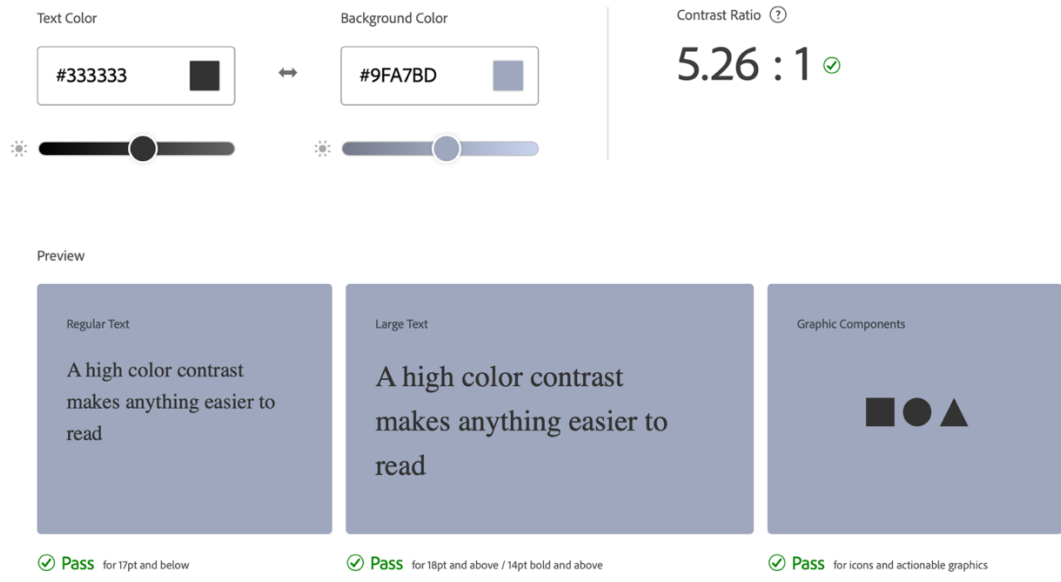 Text Color
Background Color
Contrast Ratio ?
#333333
#9FA7BD
5.26 : 1
Preview
Regular Text
A high color contrast
makes anything easier to
read
Large Text
A high color contrast
makes anything easier to
read
Graphic Components
Pass for 17pt and below
Pass for 18pt and above / 14pt bold and above
Pass for icons and actionable graphics